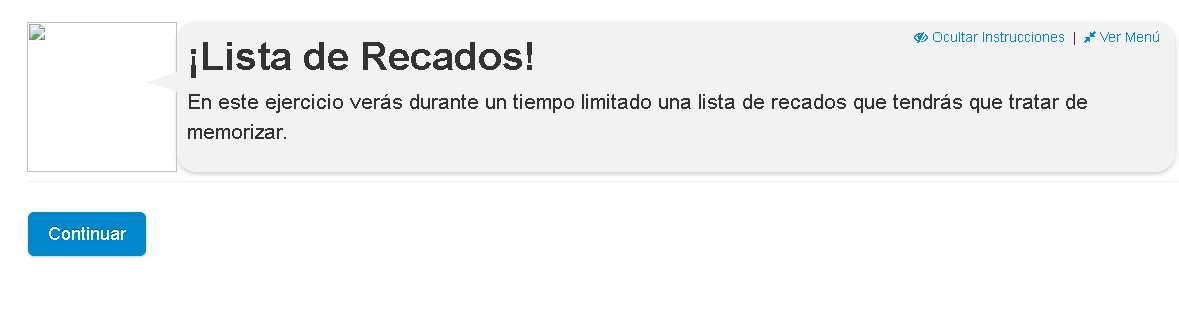 Ocultar Instrucciones | Ver Menú
¡Lista de Recados!
En este ejercicio verás durante un tiempo limitado una lista de recados que tendrás que tratar de
memorizar.
Continuar